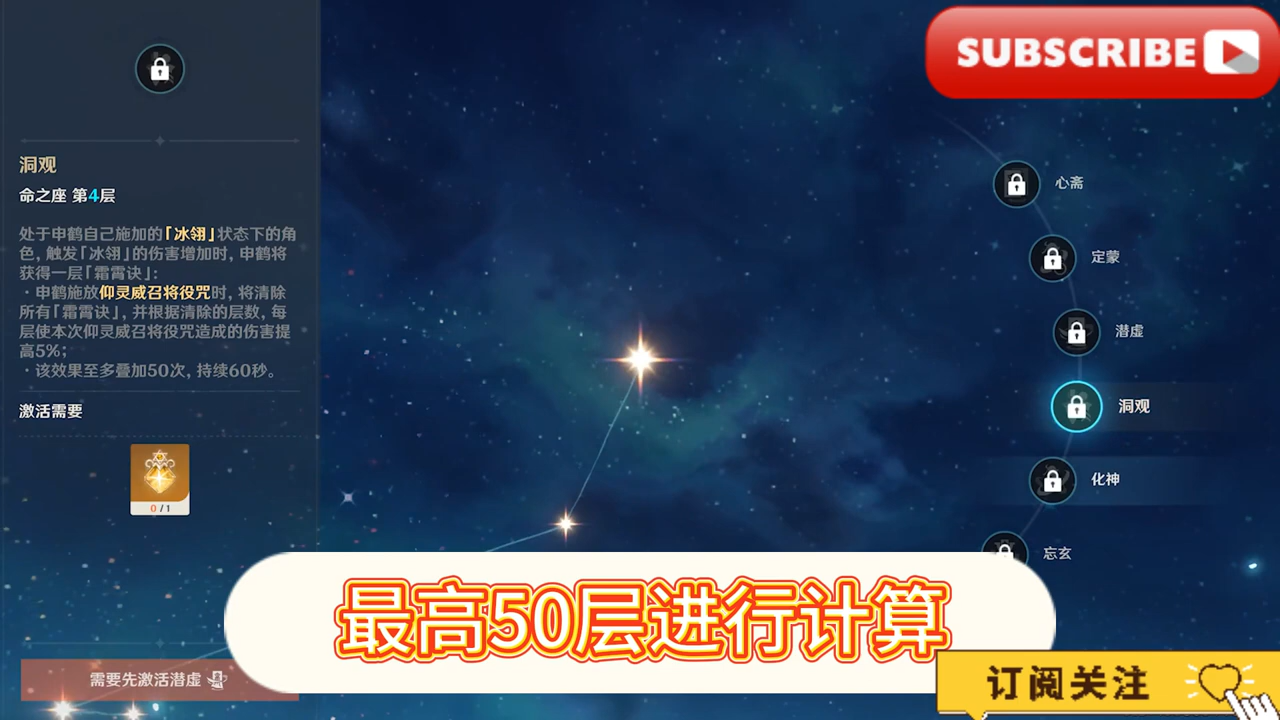 洞观
命之座 第4层
处于申鹤自己施加的「冰翎」状态下的角
色，触发「冰翎」的伤害增加时，申鹤将
获得一层「霜霄诀」：
·申鹤施放仰灵威召将役咒时，将清除
所有「霜霄诀」，并根据清除的层数，每
层使本次仰灵威召将役咒造成的伤害提
高5%；
·该效果至多叠加50次，持续60秒。
激活需要
0/1
需要先激活潜虚
SUBSCRIBE
心斋
定蒙
潜虚
洞观
化神
忘玄
最高50层进行计算
订阅关注